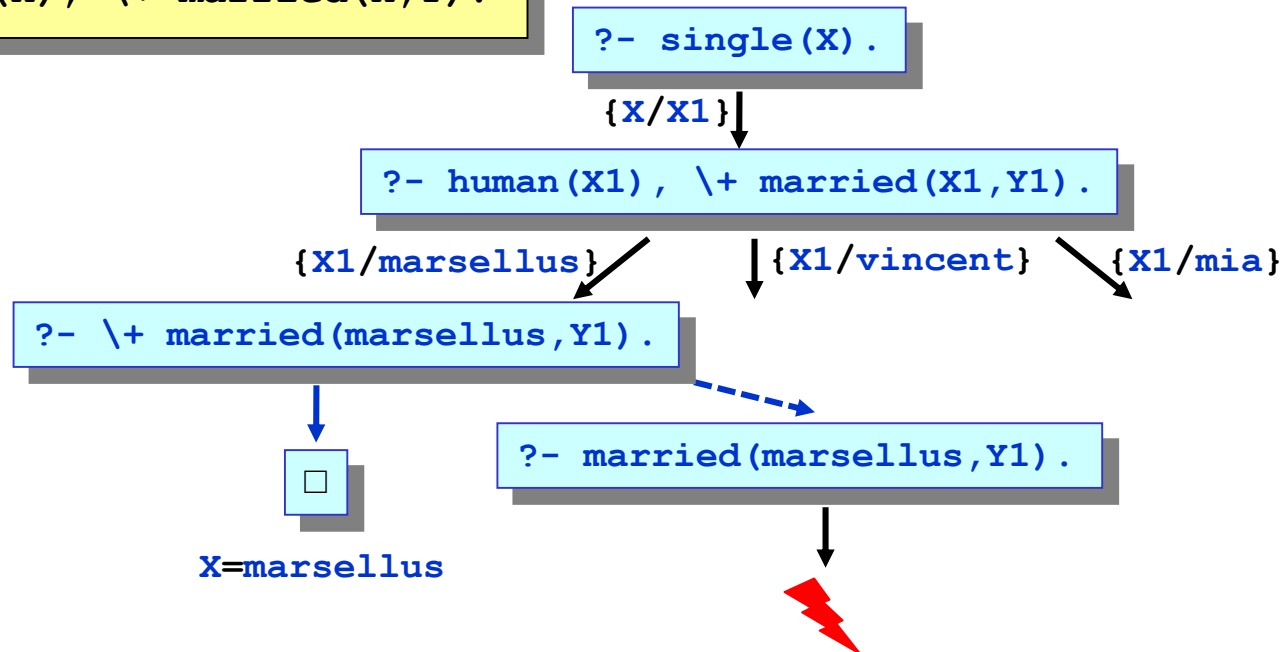 \+
?- single(X).
{X/X1}
?- human(X1), \+ married(X1,Y1).
{X1/marsellus}
{X1/vincent}
{X1/mia}
?- \+ married(marsellus,Y1).
?- married(marsellus,Y1).
□
X=marsellus